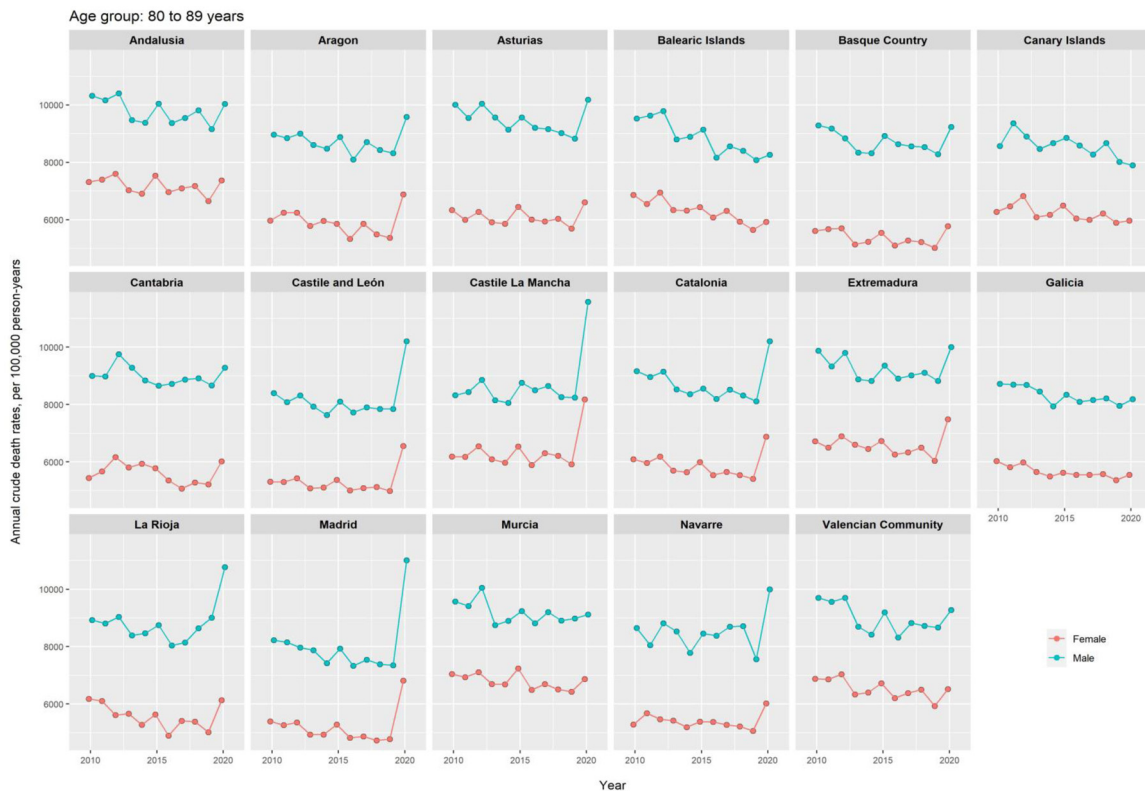 Age group: 80 to 89 years
Andalusia
Aragon
Asturias
Balearic Islands
Basque Country
Canary Islands
10000
8000
6000
Cantabria
Castile and León
Castile La Mancha
Catalonia
Extremadura
Galicia
10000
8000
6000
2010
2015
2020
La Rioja
Madrid
Murcia
Navarre
Valencian Community
10000
8000
6000
2010
2015
2020
2010
2015
2020
2010
2015
2020
2010
2015
2020
2010
2015
2020
Annual crude death rates, per 100,000 person-years
Year
Female
Male